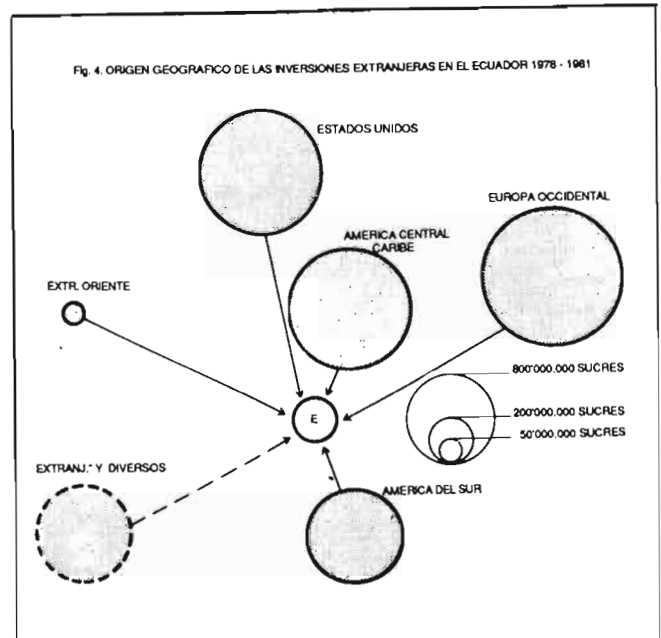 Fig. 4. ORIGEN GEOGRAFICO DE LAS INVERSIONES EXTRANJERAS EN EL ECUADOR 1978 - 1981
ESTADOS UNIDOS
EUROPA OCCIDENTAL
AMERICA CENTRAL
CARIBE
EXTR. ORIENTE
800'000.000 SUCRES
E
200'000.000 SUCRES
50'000.000 SUCRES
EXTRANJ." Y DIVERSOS
AMERICA DEL SUR